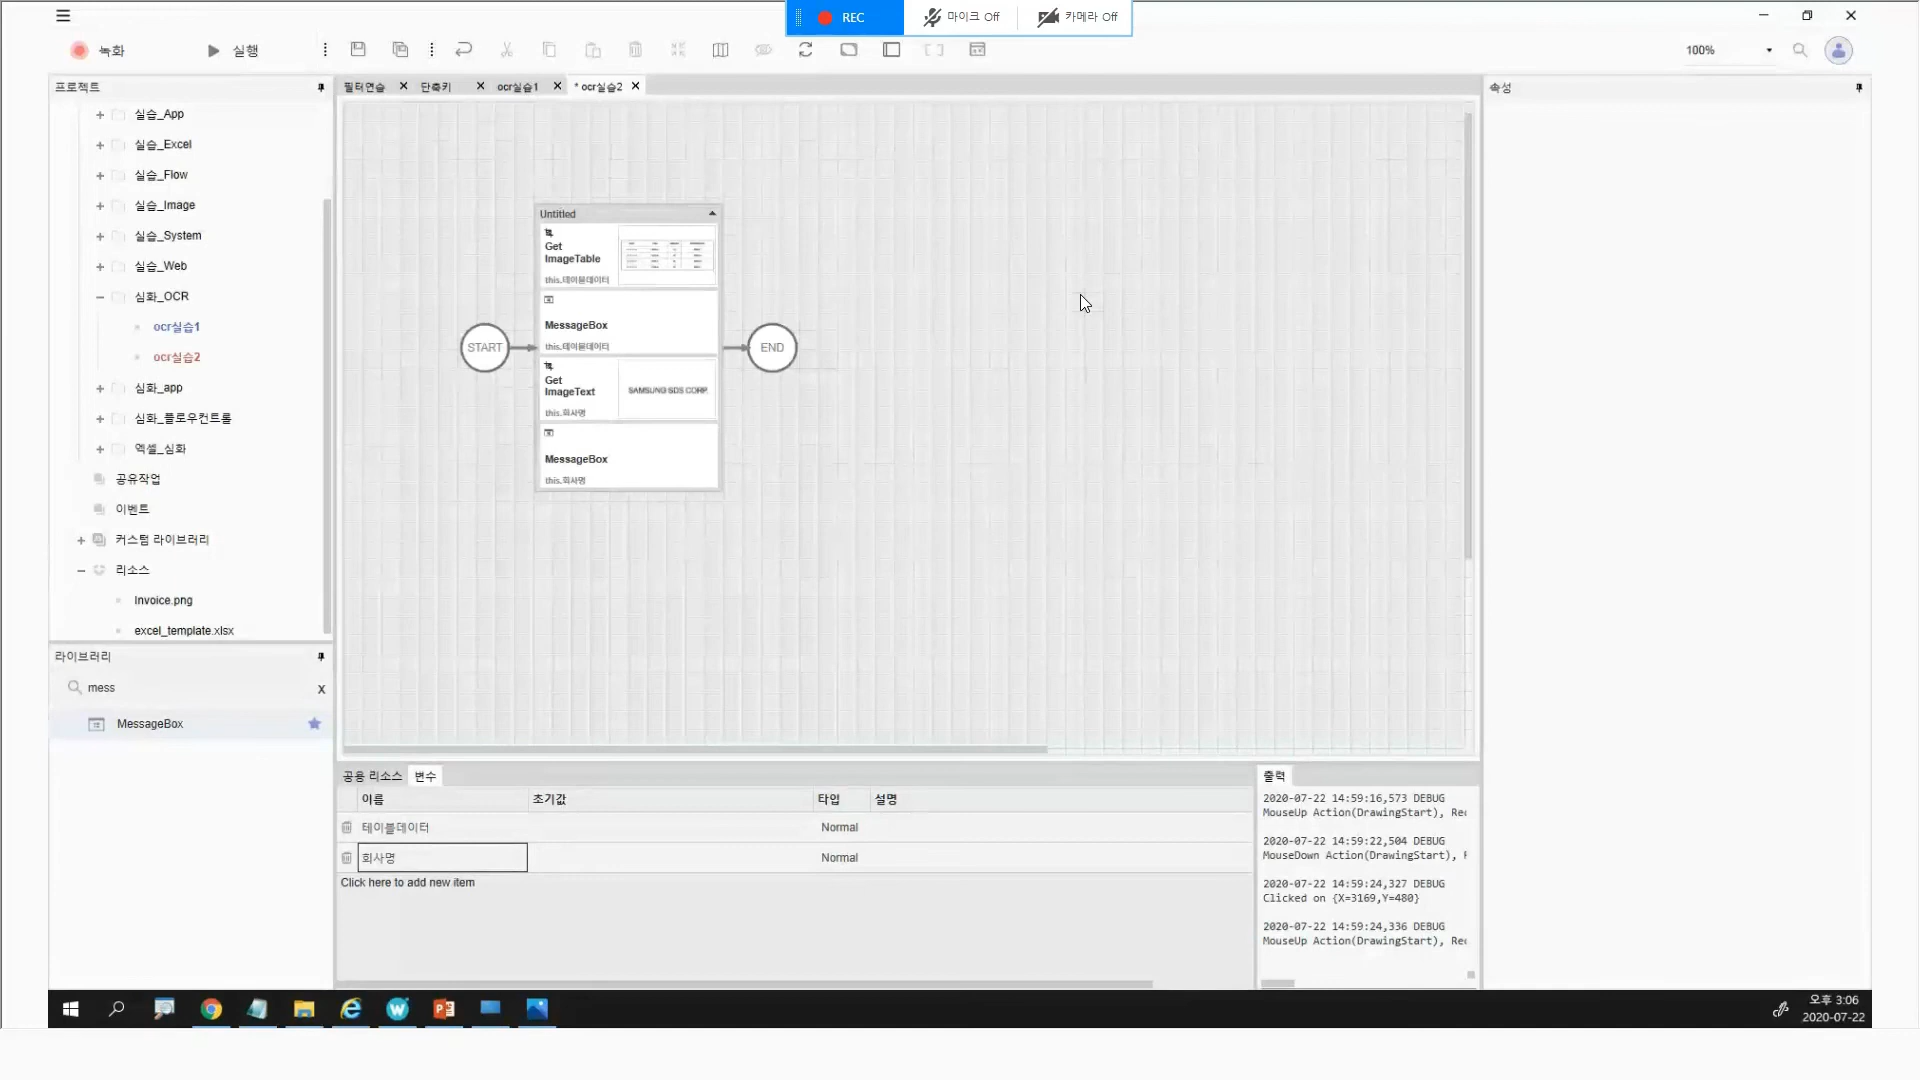 REC
마이크 Off
카메라 Off
녹화
실행
100%
프로젝트
실습_App
실습_Excel
실습_Flow
실습_Image
실습_System
실습_Web
심화_OCR
ocr실습1
ocr실습2
심화_app
심화_플로우컨트롤
엑셀_심화
공유작업
이벤트
커스텀 라이브러리
리소스
Invoice.png
excel_template.xlsx
라이브러리
mess
X
MessageBox
필터연습
단축키
ocr실습1
* ocr실습2
START
Untitled
Get
ImageTable
this.테이블데이터
MessageBox
this.테이블데이터
Get
ImageText
SAMSUNG SDS CORP.
this.회사명
MessageBox
this.회사명
END
속성
공용 리소스
변수
이름
초기값
타입
설명
테이블데이터
Normal
회사명
Normal
Click here to add new item
출력
2020-07-22 14:59:16,573 DEBUG
MouseUp Action(DrawingStart), Rec
2020-07-22 14:59:22,504 DEBUG
MouseDown Action(DrawingStart),
2020-07-22 14:59:24,327 DEBUG
Clicked on {X=3169,Y=480}
2020-07-22 14:59:24,336 DEBUG
MouseUp Action(DrawingStart), Rec
오후 3:06
2020-07-22